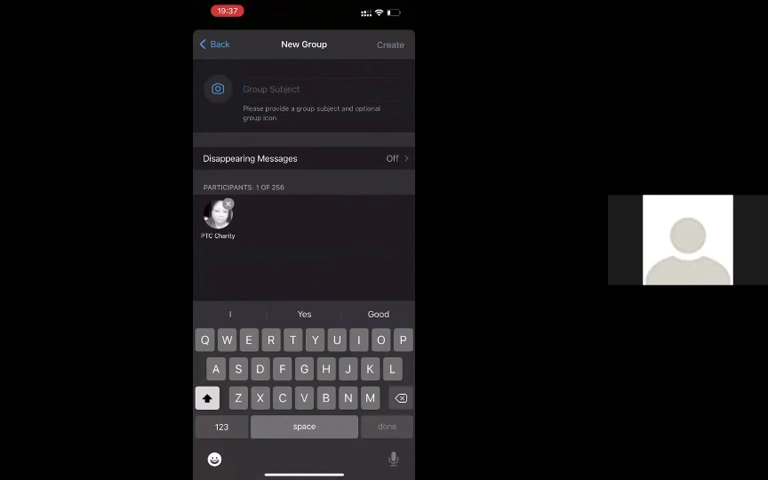 19:37
Back New Group Create
Group Subject
Please provide a group subject and optional
group icon
Disappearing Messages Off
PARTICIPANTS: 1 OF 256
PTC Charity
I Yes Good
Q W E R T Y U I O P
A S D F G H J K L
Z X C V B N M
123 space done